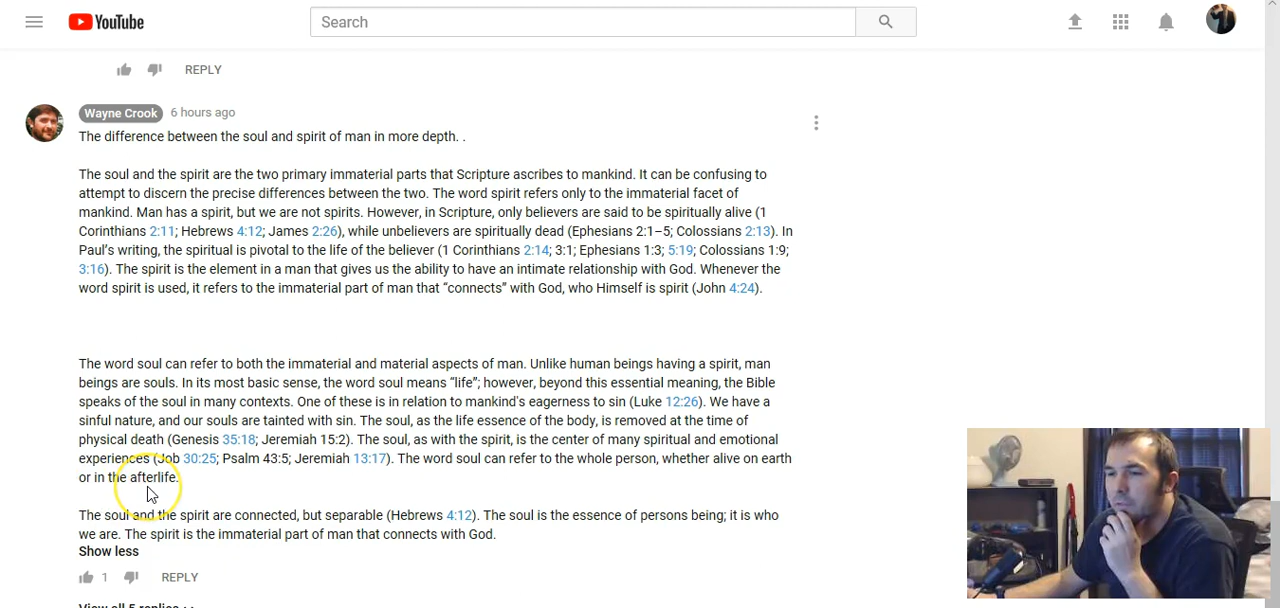 YouTube
Search
REPLY
Wayne Crook 6 hours ago
The difference between the soul and spirit of man in more depth. .
The soul and the spirit are the two primary immaterial parts that Scripture ascribes to mankind. It can be confusing to
attempt to discern the precise differences between the two. The word spirit refers only to the immaterial facet of
mankind. Man has a spirit, but we are not spirits. However, in Scripture, only believers are said to be spiritually alive (1
Corinthians 2:11; Hebrews 4:12; James 2:26), while unbelievers are spiritually dead (Ephesians 2:1–5; Colossians 2:13). In
Paul's writing, the spiritual is pivotal to the life of the believer (1 Corinthians 2:14; 3:1; Ephesians 1:3; 5:19; Colossians 1:9;
3:16). The spirit is the element in a man that gives us the ability to have an intimate relationship with God. Whenever the
word spirit is used, it refers to the immaterial part of man that “connects” with God, who Himself is spirit (John 4:24).
The word soul can refer to both the immaterial and material aspects of man. Unlike human beings having a spirit, man
beings are souls. In its most basic sense, the word soul means “life”; however, beyond this essential meaning, the Bible
speaks of the soul in many contexts. One of these is in relation to mankind's eagerness to sin (Luke 12:26). We have a
sinful nature, and our souls are tainted with sin. The soul, as the life essence of the body, is removed at the time of
physical death (Genesis 35:18; Jeremiah 15:2). The soul, as with the spirit, is the center of many spiritual and emotional
experiences (Job 30:25; Psalm 43:5; Jeremiah 13:17). The word soul can refer to the whole person, whether alive on earth
or in the afterlife.
The soul and the spirit are connected, but separable (Hebrews 4:12). The soul is the essence of persons being; it is who
we are. The spirit is the immaterial part of man that connects with God.
Show less
1 REPLY
View all 5 replies